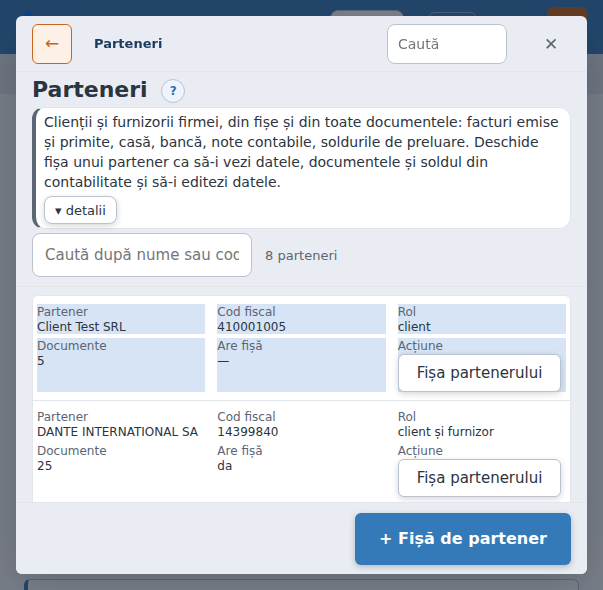 ←
Parteneri
Caută
✕
Parteneri
?
Clienții și furnizorii firmei, din fișe și din toate documentele: facturi emise
și primite, casă, bancă, note contabile, soldurile de preluare. Deschide
fișa unui partener ca să-i vezi datele, documentele și soldul din
contabilitate și să-i editezi datele.
▾ detalii
Caută după nume sau coc
8 parteneri
Partener
Client Test SRL
Cod fiscal
410001005
Rol
client
Documente
5
Are fișă
—
Acțiune
Fișa partenerului
Partener
DANTE INTERNATIONAL SA
Cod fiscal
14399840
Rol
client și furnizor
Documente
25
Are fișă
da
Acțiune
Fișa partenerului
+ Fișă de partener